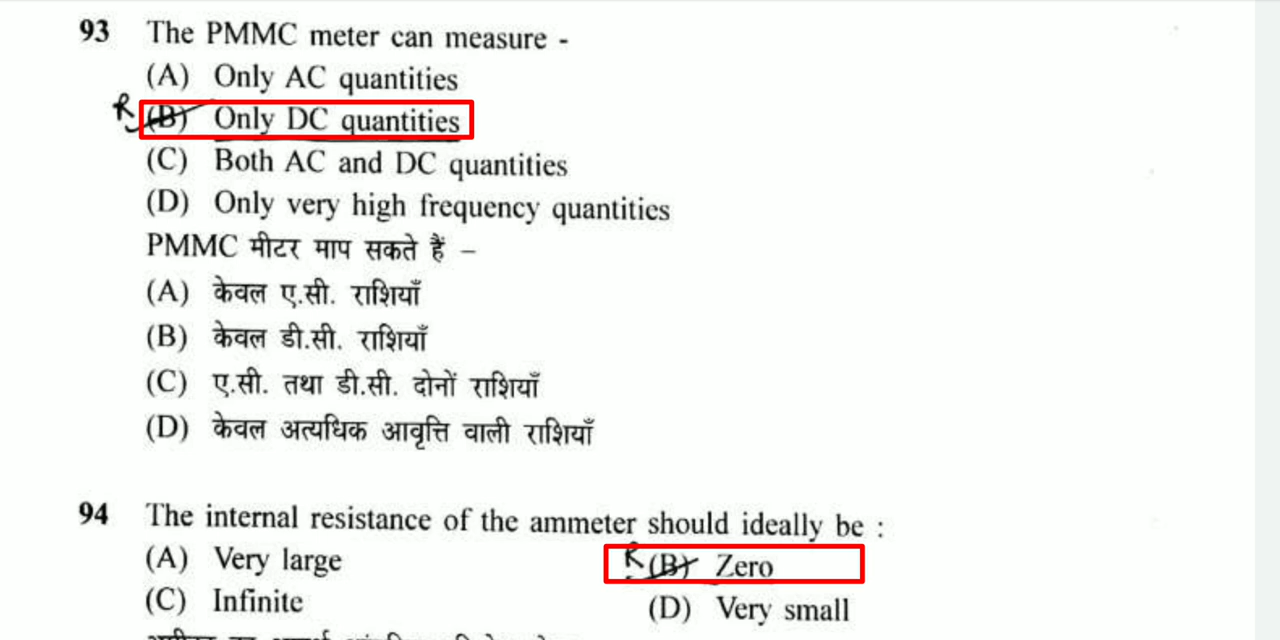 93 The PMMC meter can measure -
(A) Only AC quantities
R (B) Only DC quantities
(C) Both AC and DC quantities
(D) Only very high frequency quantities
PMMC मीटर माप सकते हैं –
(A) केवल ए.सी. राशियाँ
(B) केवल डी.सी. राशियाँ
(C) ए.सी. तथा डी.सी. दोनों राशियाँ
(D) केवल अत्यधिक आवृत्ति वाली राशियाँ
94 The internal resistance of the ammeter should ideally be :
(A) Very large R (B) Zero
(C) Infinite (D) Very small